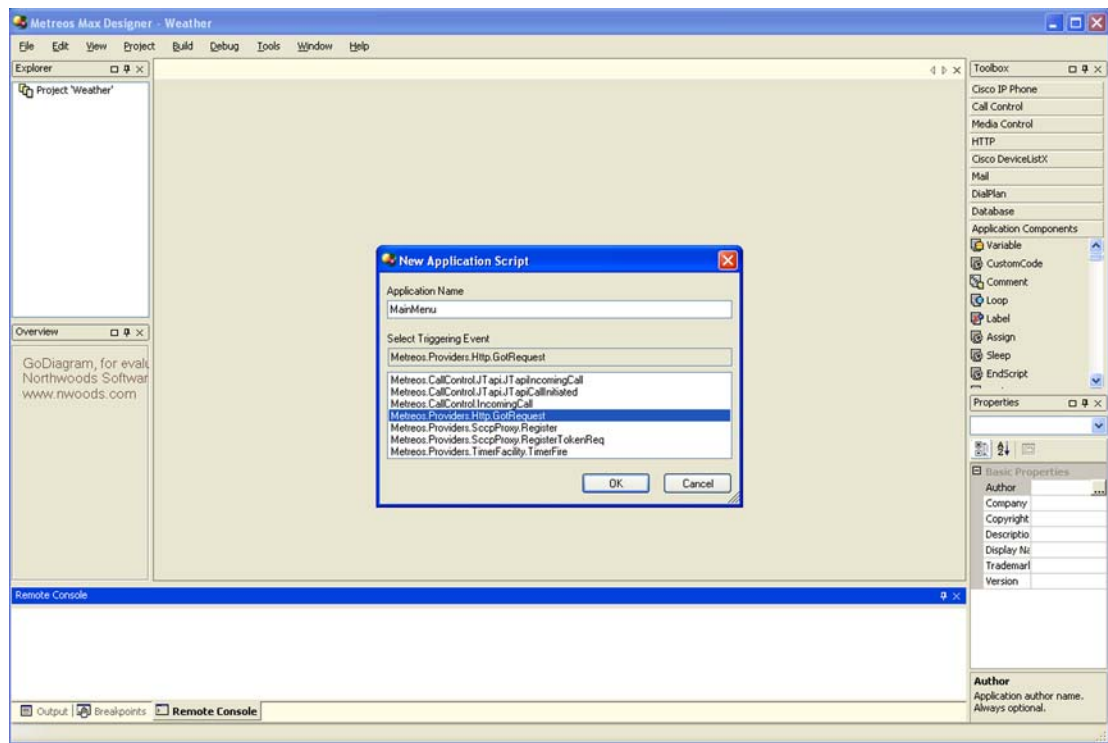 Metreos Max Designer - Weather
File Edit View Project Build Debug Tools Window Help
Explorer
Project 'Weather'
Overview
GoDiagram, for evalu
Northwoods Softwar
www.nwoods.com
New Application Script
Application Name
MainMenu
Select Triggering Event
Metreos.Providers.Http.GotRequest
Metreos.CallControl.JTapi.JTapiIncomingCall
Metreos.CallControl.JTapi.JTapiCallInitiated
Metreos.CallControl.IncomingCall
Metreos.Providers.Http.GotRequest
Metreos.Providers.SccpProxy.Register
Metreos.Providers.SccpProxy.RegisterTokenReq
Metreos.Providers.TimerFacility.TimerFire
OK Cancel
Toolbox
Cisco IP Phone
Call Control
Media Control
HTTP
Cisco DeviceListX
Mail
DialPlan
Database
Application Components
Variable
CustomCode
Comment
Loop
Label
Assign
Sleep
EndScript
Properties
Basic Properties
Author ...
Company
Copyright
Descriptio
Display Na
Trademarl
Version
Author
Application author name.
Always optional.
Remote Console
Output Breakpoints Remote Console